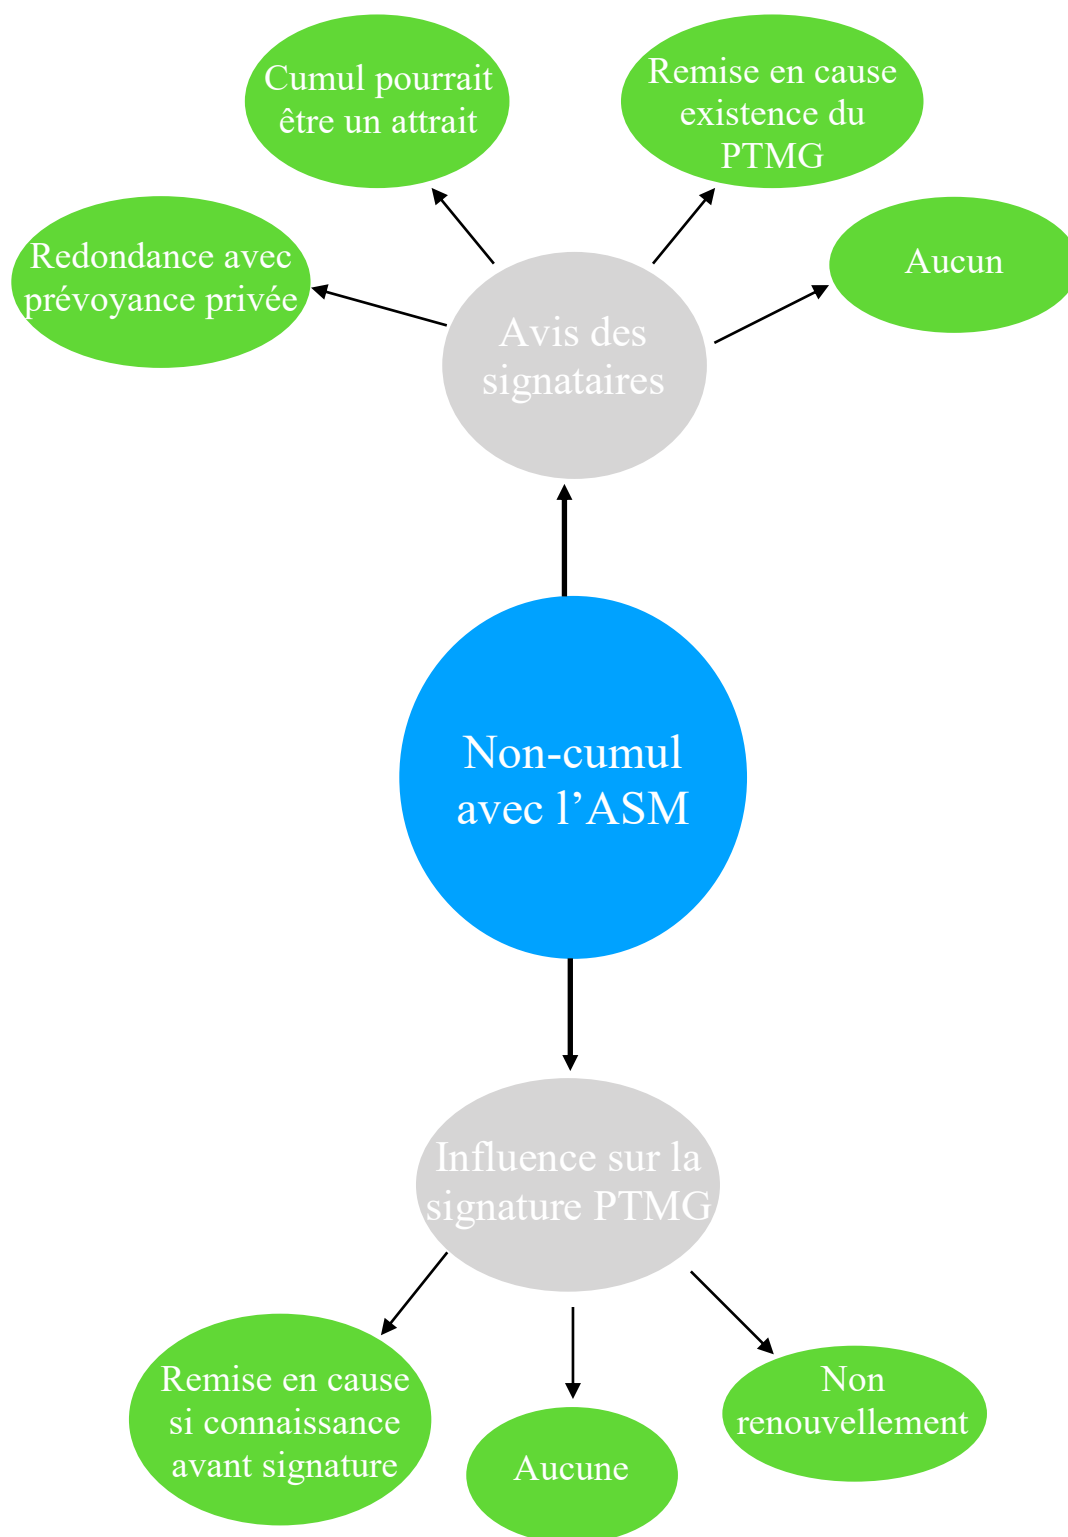 Cumul pourrait
être un attrait
Remise en cause
existence du
PTMG
Redondance avec
prévoyance privée
Aucun
Avis des
signataires
Non-cumul
avec l’ASM
Influence sur la
signature PTMG
Remise en cause
si connaissance
avant signature
Aucune
Non
renouvellement